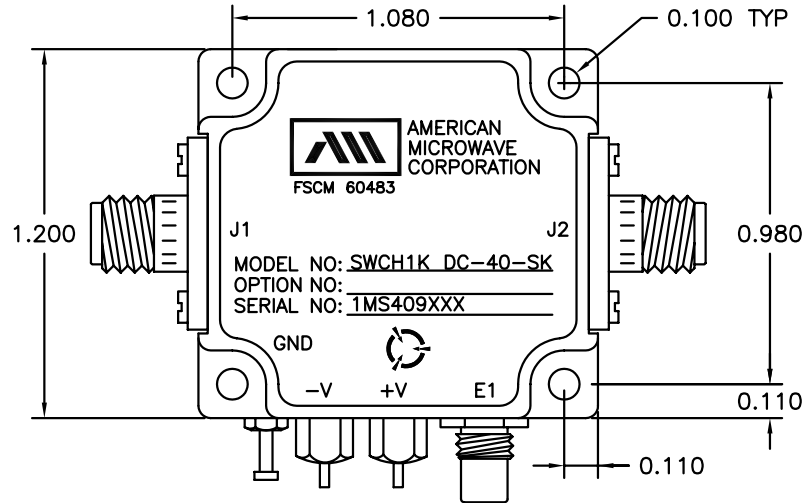 1.080
0.100 TYP
AMERICAN
MICROWAVE
CORPORATION
FSCM 60483
1.200
J1
J2
0.980
MODEL NO: SWCH1K DC-40-SK
OPTION NO:
SERIAL NO: 1MS409XXX
GND
-V
+V
E1
0.110
0.110